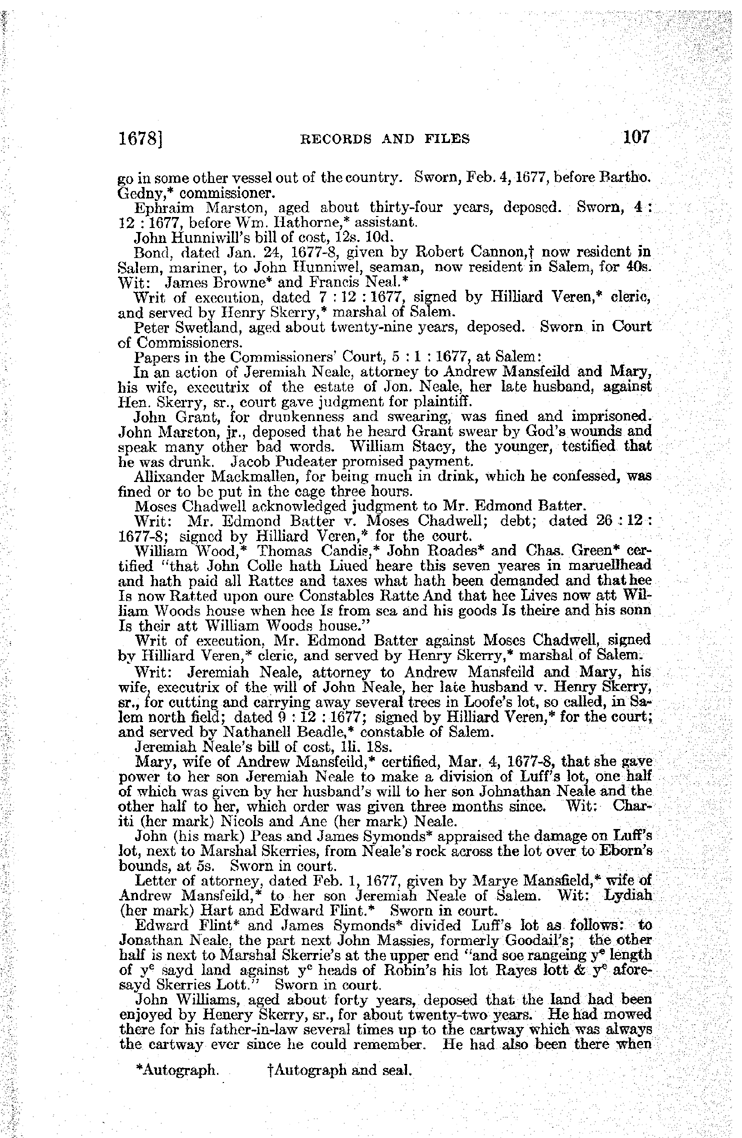 1678] RECORDS AND FILES 107
go in some other vessel out of the country. Sworn, Feb. 4, 1677, before Bartho.
Gedny,* commissioner.
Ephraim Marston, aged about thirty-four years, deposed. Sworn, 4 :
12 : 1677, before Wm. Hathorne,* assistant.
John Hunniwill's bill of cost, 12s. 10d.
Bond, dated Jan. 24, 1677-8, given by Robert Cannon,† now resident in
Salem, mariner, to John Hunniwel, seaman, now resident in Salem, for 40s.
Wit: James Browne* and Francis Neal.*
Writ of execution, dated 7 : 12 : 1677, signed by Hilliard Veren,* cleric,
and served by Henry Skerry,* marshal of Salem.
Peter Swetland, aged about twenty-nine years, deposed. Sworn in Court
of Commissioners.
Papers in the Commissioners' Court, 5 : 1 : 1677, at Salem:
In an action of Jeremiah Neale, attorney to Andrew Mansfeild and Mary,
his wife, executrix of the estate of Jon. Neale, her late husband, against
Hen. Skerry, sr., court gave judgment for plaintiff.
John Grant, for drunkenness and swearing, was fined and imprisoned.
John Marston, jr., deposed that he heard Grant swear by God's wounds and
speak many other bad words. William Stacy, the younger, testified that
he was drunk. Jacob Pudeater promised payment.
Allixander Mackmallen, for being much in drink, which he confessed, was
fined or to be put in the cage three hours.
Moses Chadwell acknowledged judgment to Mr. Edmond Batter.
Writ: Mr. Edmond Batter v. Moses Chadwell; debt; dated 26 : 12 :
1677-8; signed by Hilliard Veren,* for the court.
William Wood,* Thomas Candis,* John Roades* and Chas. Green* cer-
tified "that John Colle hath Liued heare this seven yeares in maruellhead
and hath paid all Rattes and taxes what hath been demanded and that hee
Is now Ratted upon oure Constables Ratte And that hee Lives now att Wil-
liam Woods house when hee Is from sea and his goods Is theire and his sonn
Is their att William Woods house."
Writ of execution, Mr. Edmond Batter against Moses Chadwell, signed
by Hilliard Veren,* cleric, and served by Henry Skerry,* marshal of Salem.
Writ: Jeremiah Neale, attorney to Andrew Mansfeild and Mary, his
wife, executrix of the will of John Neale, her late husband v. Henry Skerry,
sr., for cutting and carrying away several trees in Loofe's lot, so called, in Sa-
lem north field; dated 9 : 12 : 1677; signed by Hilliard Veren,* for the court;
and served by Nathanell Beadle,* constable of Salem.
Jeremiah Neale's bill of cost, 1li. 18s.
Mary, wife of Andrew Mansfeild,* certified, Mar. 4, 1677-8, that she gave
power to her son Jeremiah Neale to make a division of Luff's lot, one half
of which was given by her husband's will to her son Johnathan Neale and the
other half to her, which order was given three months since. Wit: Char-
iti (her mark) Nicols and Ane (her mark) Neale.
John (his mark) Peas and James Symonds* appraised the damage on Luff's
lot, next to Marshal Skerries, from Neale's rock across the lot over to Eborn's
bounds, at 5s. Sworn in court.
Letter of attorney, dated Feb. 1, 1677, given by Marye Mansfield,* wife of
Andrew Mansfeild,* to her son Jeremiah Neale of Salem. Wit: Lydiah
(her mark) Hart and Edward Flint.* Sworn in court.
Edward Flint* and James Symonds* divided Luff's lot as follows: to
Jonathan Neale, the part next John Massies, formerly Goodail's; the other
half is next to Marshal Skerrie's at the upper end "and soe rangeing yᵉ length
of yᵉ sayd land against yᵉ heads of Robin's his lot Rayes lott & yᵉ afore-
sayd Skerries Lott." Sworn in court.
John Williams, aged about forty years, deposed that the land had been
enjoyed by Henery Skerry, sr., for about twenty-two years. He had mowed
there for his father-in-law several times up to the cartway which was always
the cartway ever since he could remember. He had also been there when
*Autograph. †Autograph and seal.